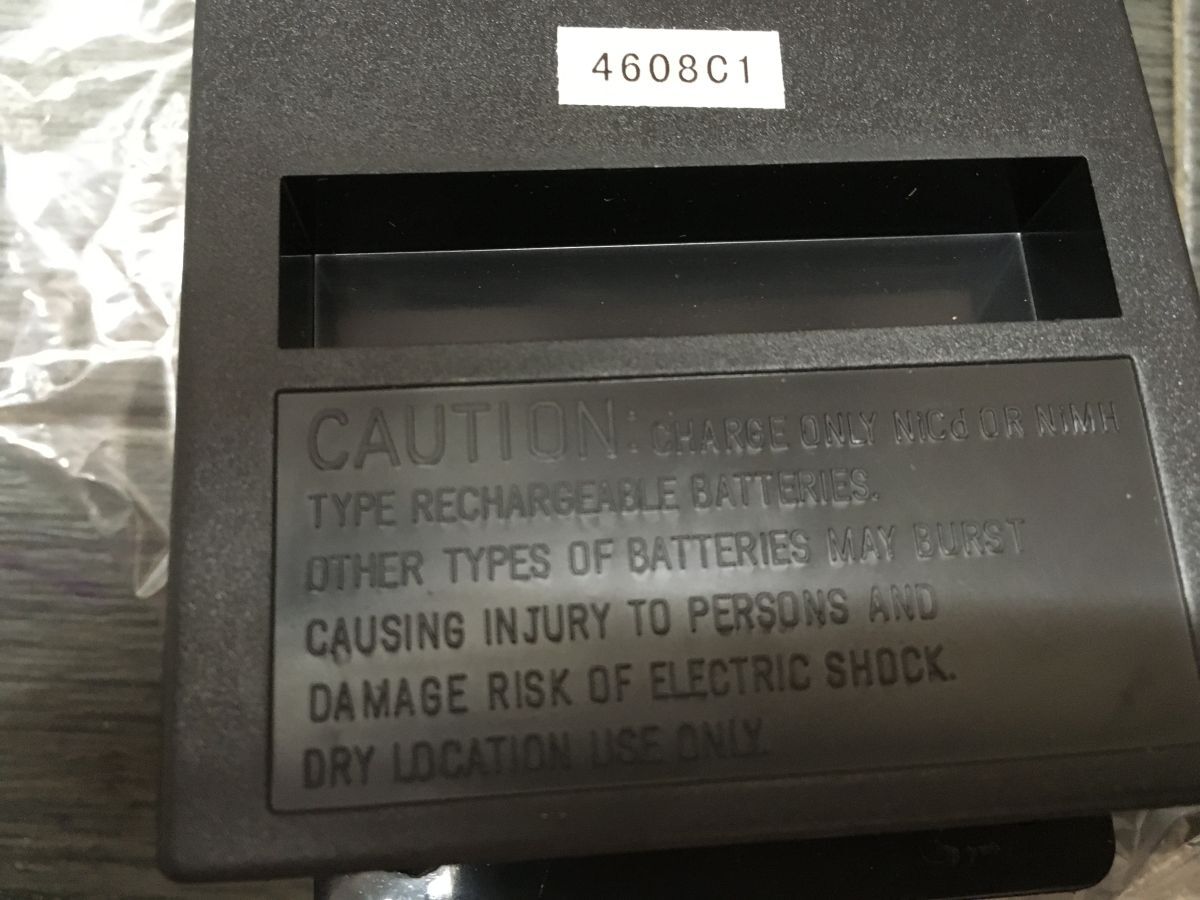 4608C1
CAUTION: CHARGE ONLY NiCd OR NiMH
TYPE RECHARGEABLE BATTERIES.
OTHER TYPES OF BATTERIES MAY BURST
CAUSING INJURY TO PERSONS AND
DAMAGE RISK OF ELECTRIC SHOCK.
DRY LOCATION USE ONLY.